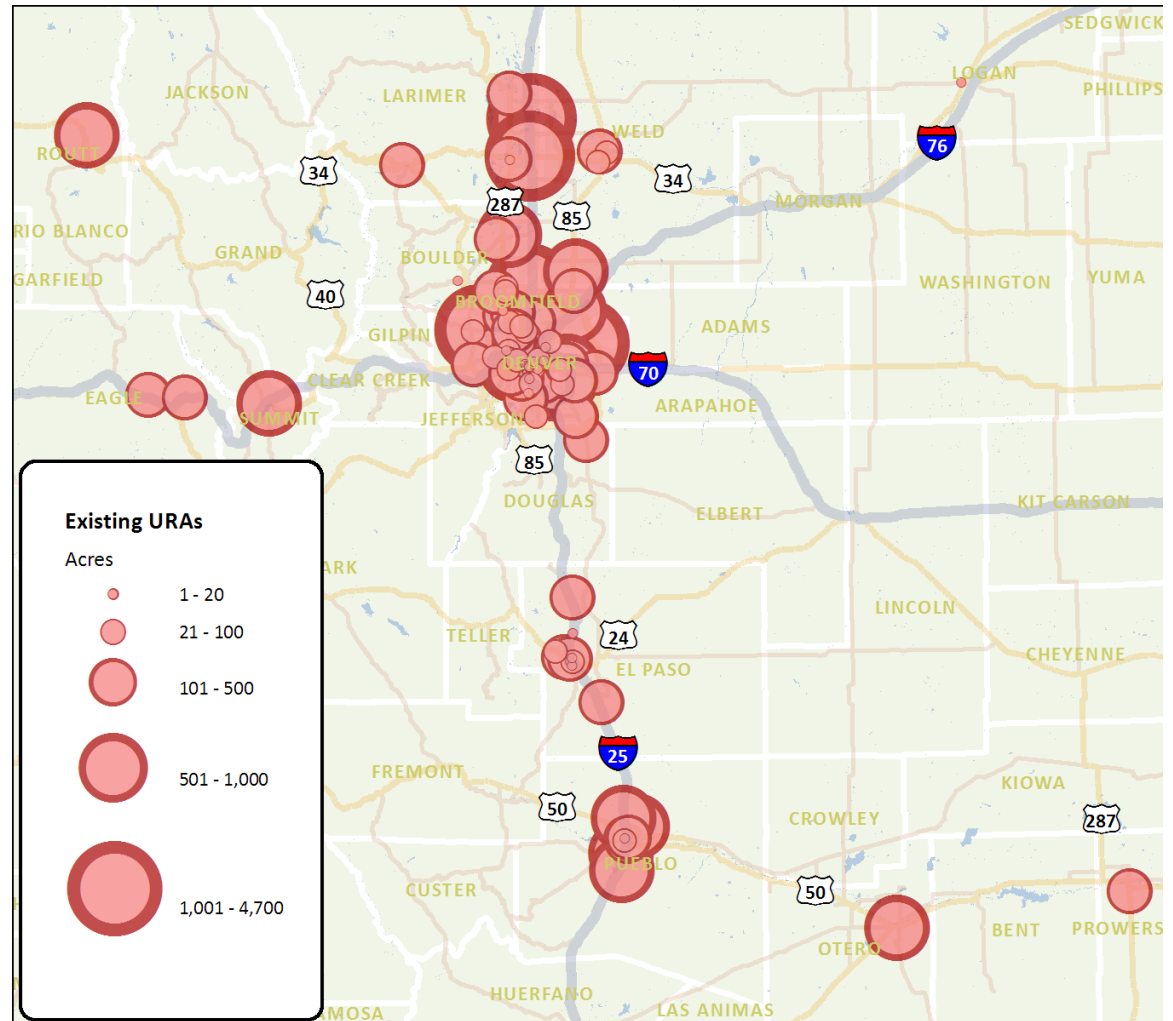 SEDGWICK
LOGAN
JACKSON
LARIMER
PHILLIPS
WELD
76
ROUTT
34
34
287
MORGAN
85
RIO BLANCO
GRAND
BOULDER
GARFIELD
WASHINGTON
YUMA
40
BROOMFIELD
GILPIN
ADAMS
DENVER
70
CLEAR CREEK
EAGLE
ARAPAHOE
SUMMIT
JEFFERSON
85
DOUGLAS
KIT CARSON
ELBERT
Existing URAs
Acres
1 - 20
21 - 100
101 - 500
501 - 1,000
1,001 - 4,700
ARK
LINCOLN
TELLER
24
CHEYENNE
EL PASO
25
FREMONT
KIOWA
50
CROWLEY
287
PUEBLO
CUSTER
50
BENT
PROWERS
OTERO
HUERFANO
AMOSA
LAS ANIMAS